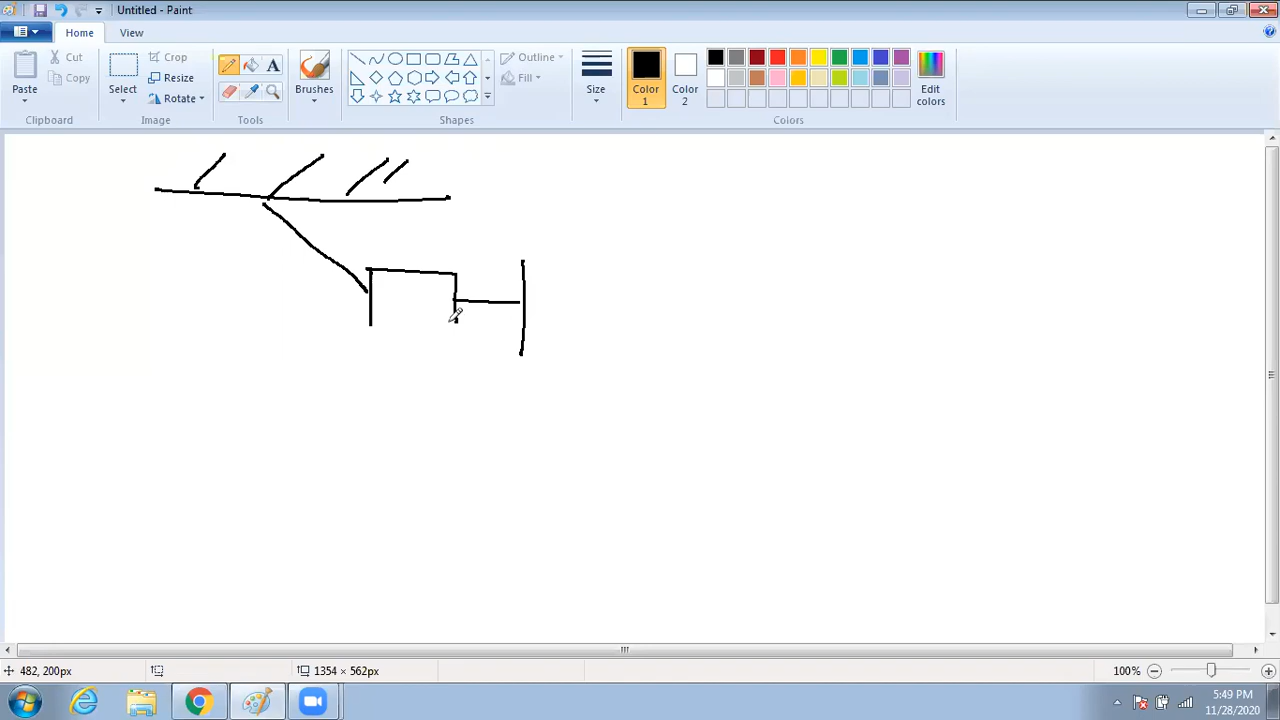 Untitled - Paint
Home
View
Paste
Cut
Copy
Clipboard
Select
Crop
Resize
Rotate
Image
A
Tools
Brushes
Outline
Fill
Shapes
Size
Color 1
Color 2
Edit colors
Colors
482, 200px
1354 × 562px
100%
5:49 PM
11/28/2020